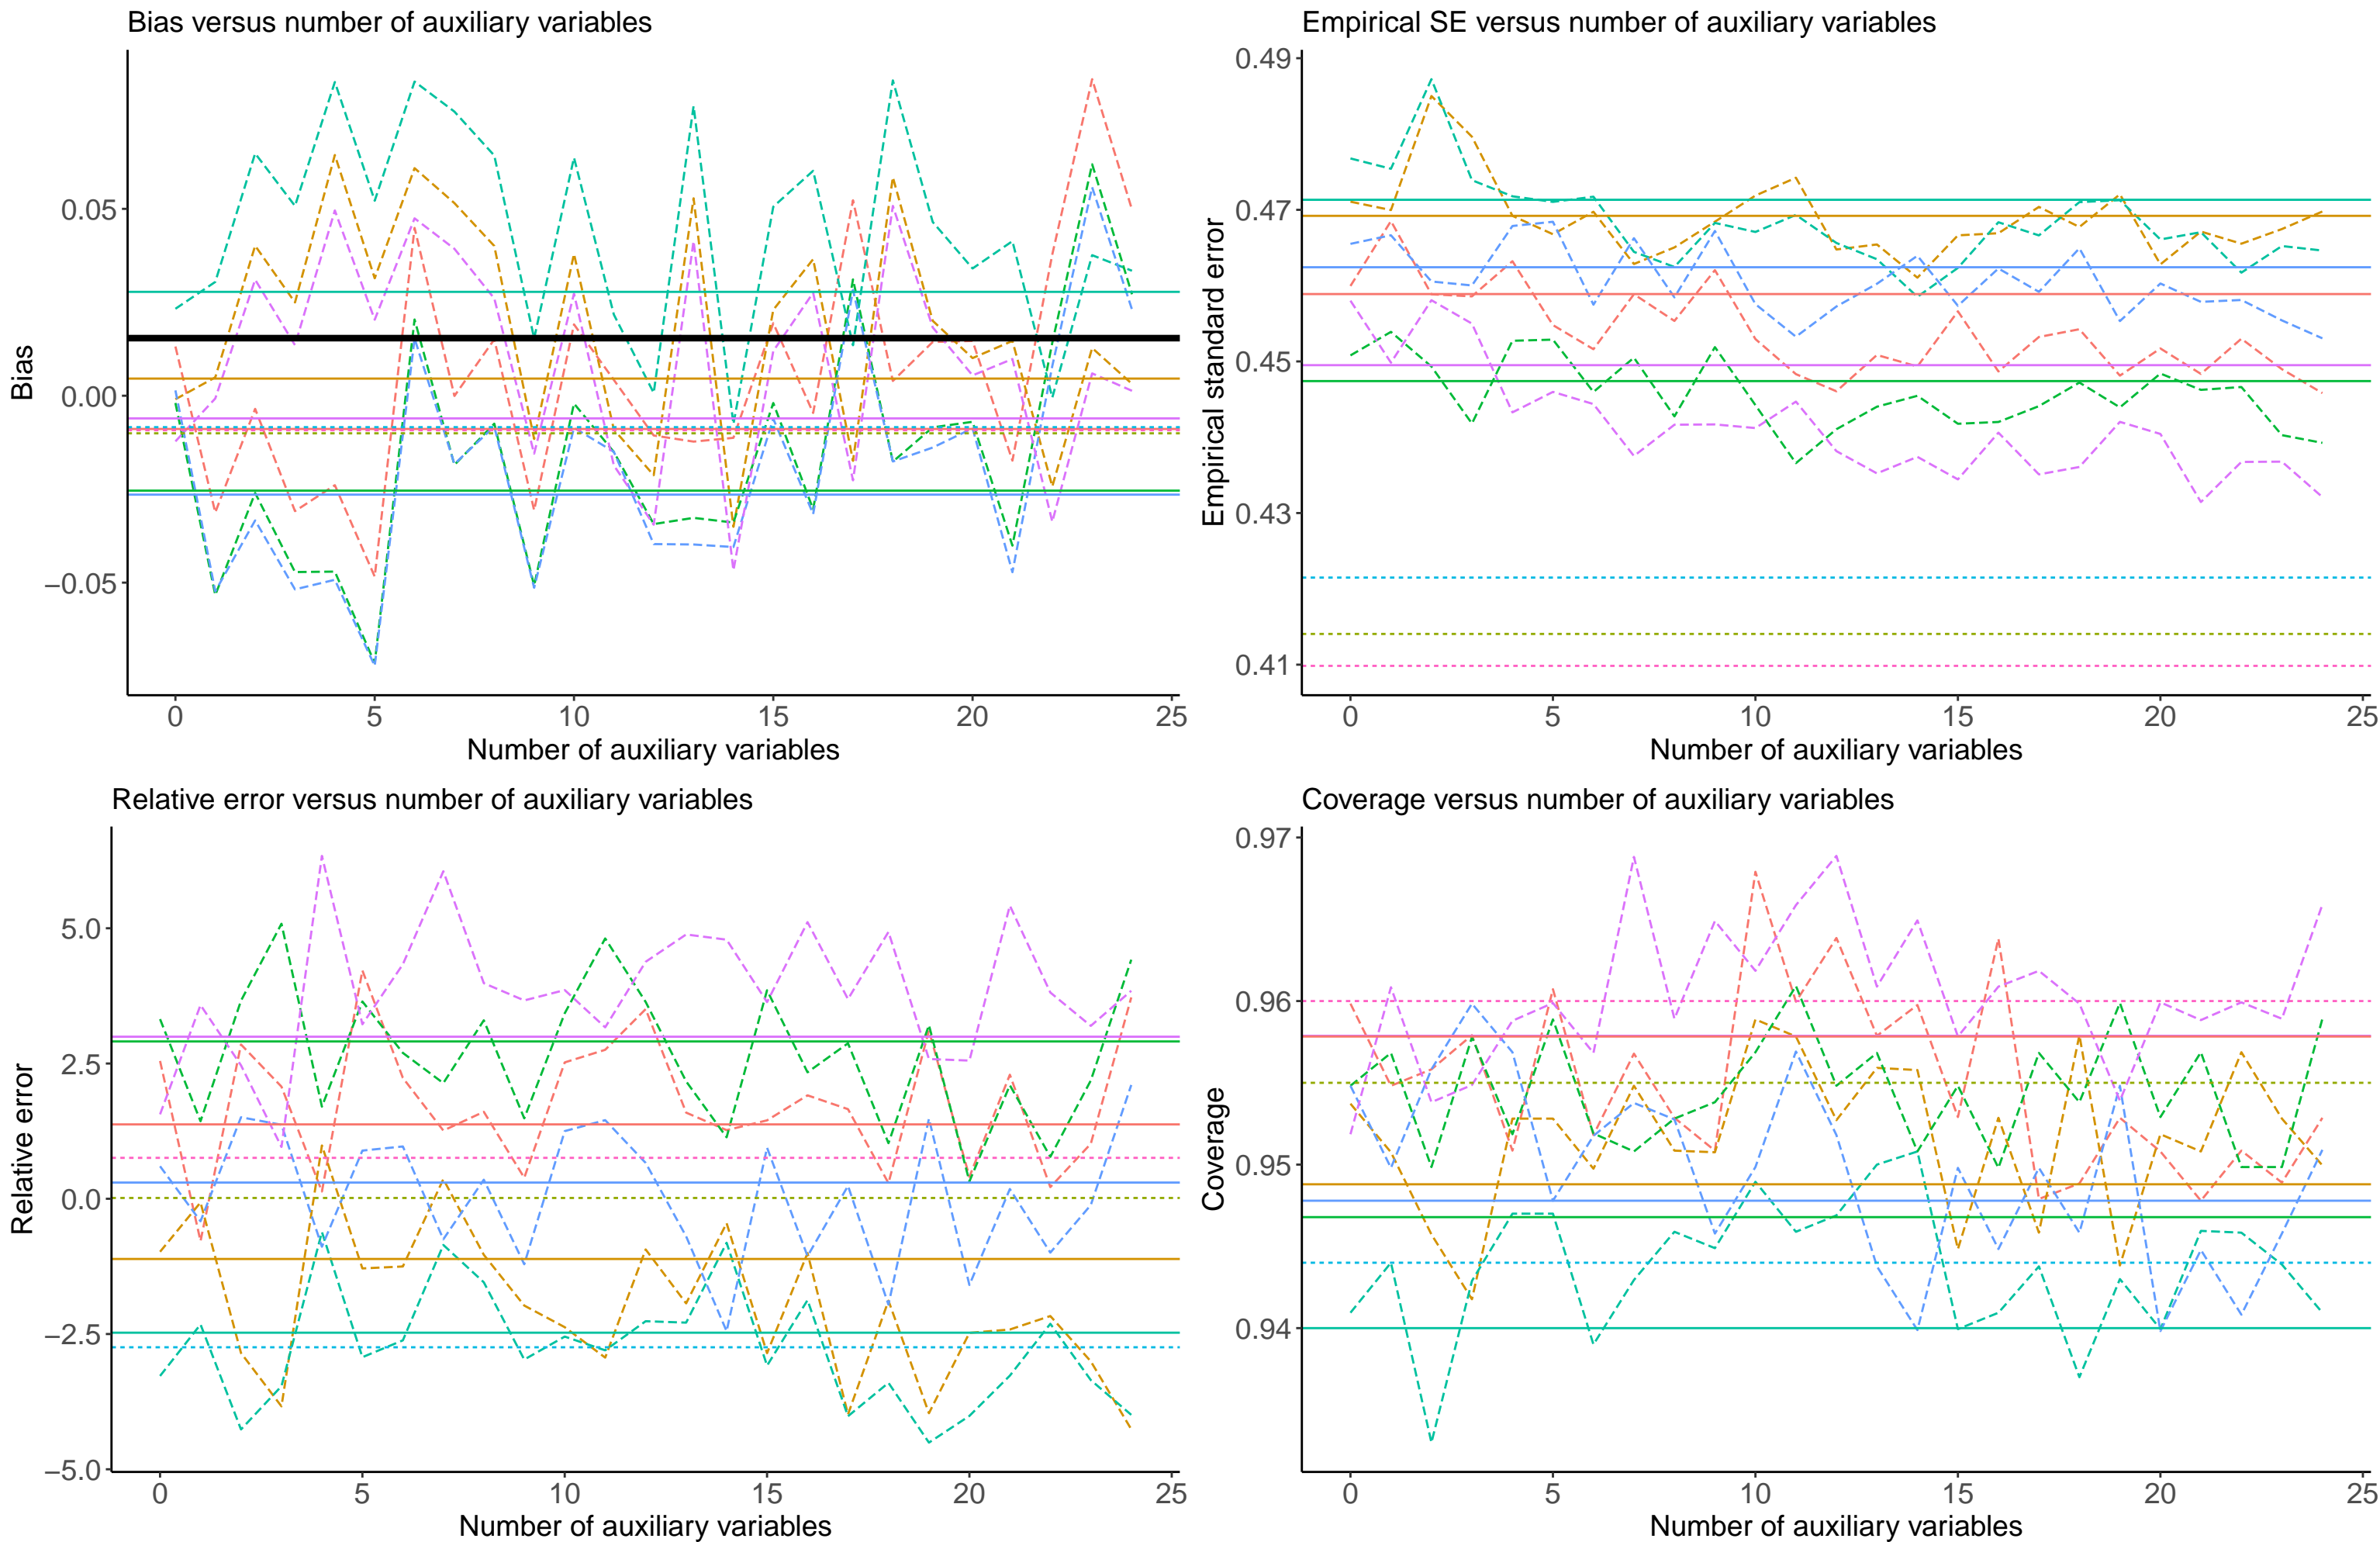 Bias versus number of auxiliary variables
Bias
0.05
0.00
−0.05
0 5 10 15 20 25
Number of auxiliary variables
Empirical SE versus number of auxiliary variables
Empirical standard error
0.49
0.47
0.45
0.43
0.41
0 5 10 15 20 25
Number of auxiliary variables
Relative error versus number of auxiliary variables
Relative error
5.0
2.5
0.0
−2.5
−5.0
0 5 10 15 20 25
Number of auxiliary variables
Coverage versus number of auxiliary variables
Coverage
0.97
0.96
0.95
0.94
0 5 10 15 20 25
Number of auxiliary variables